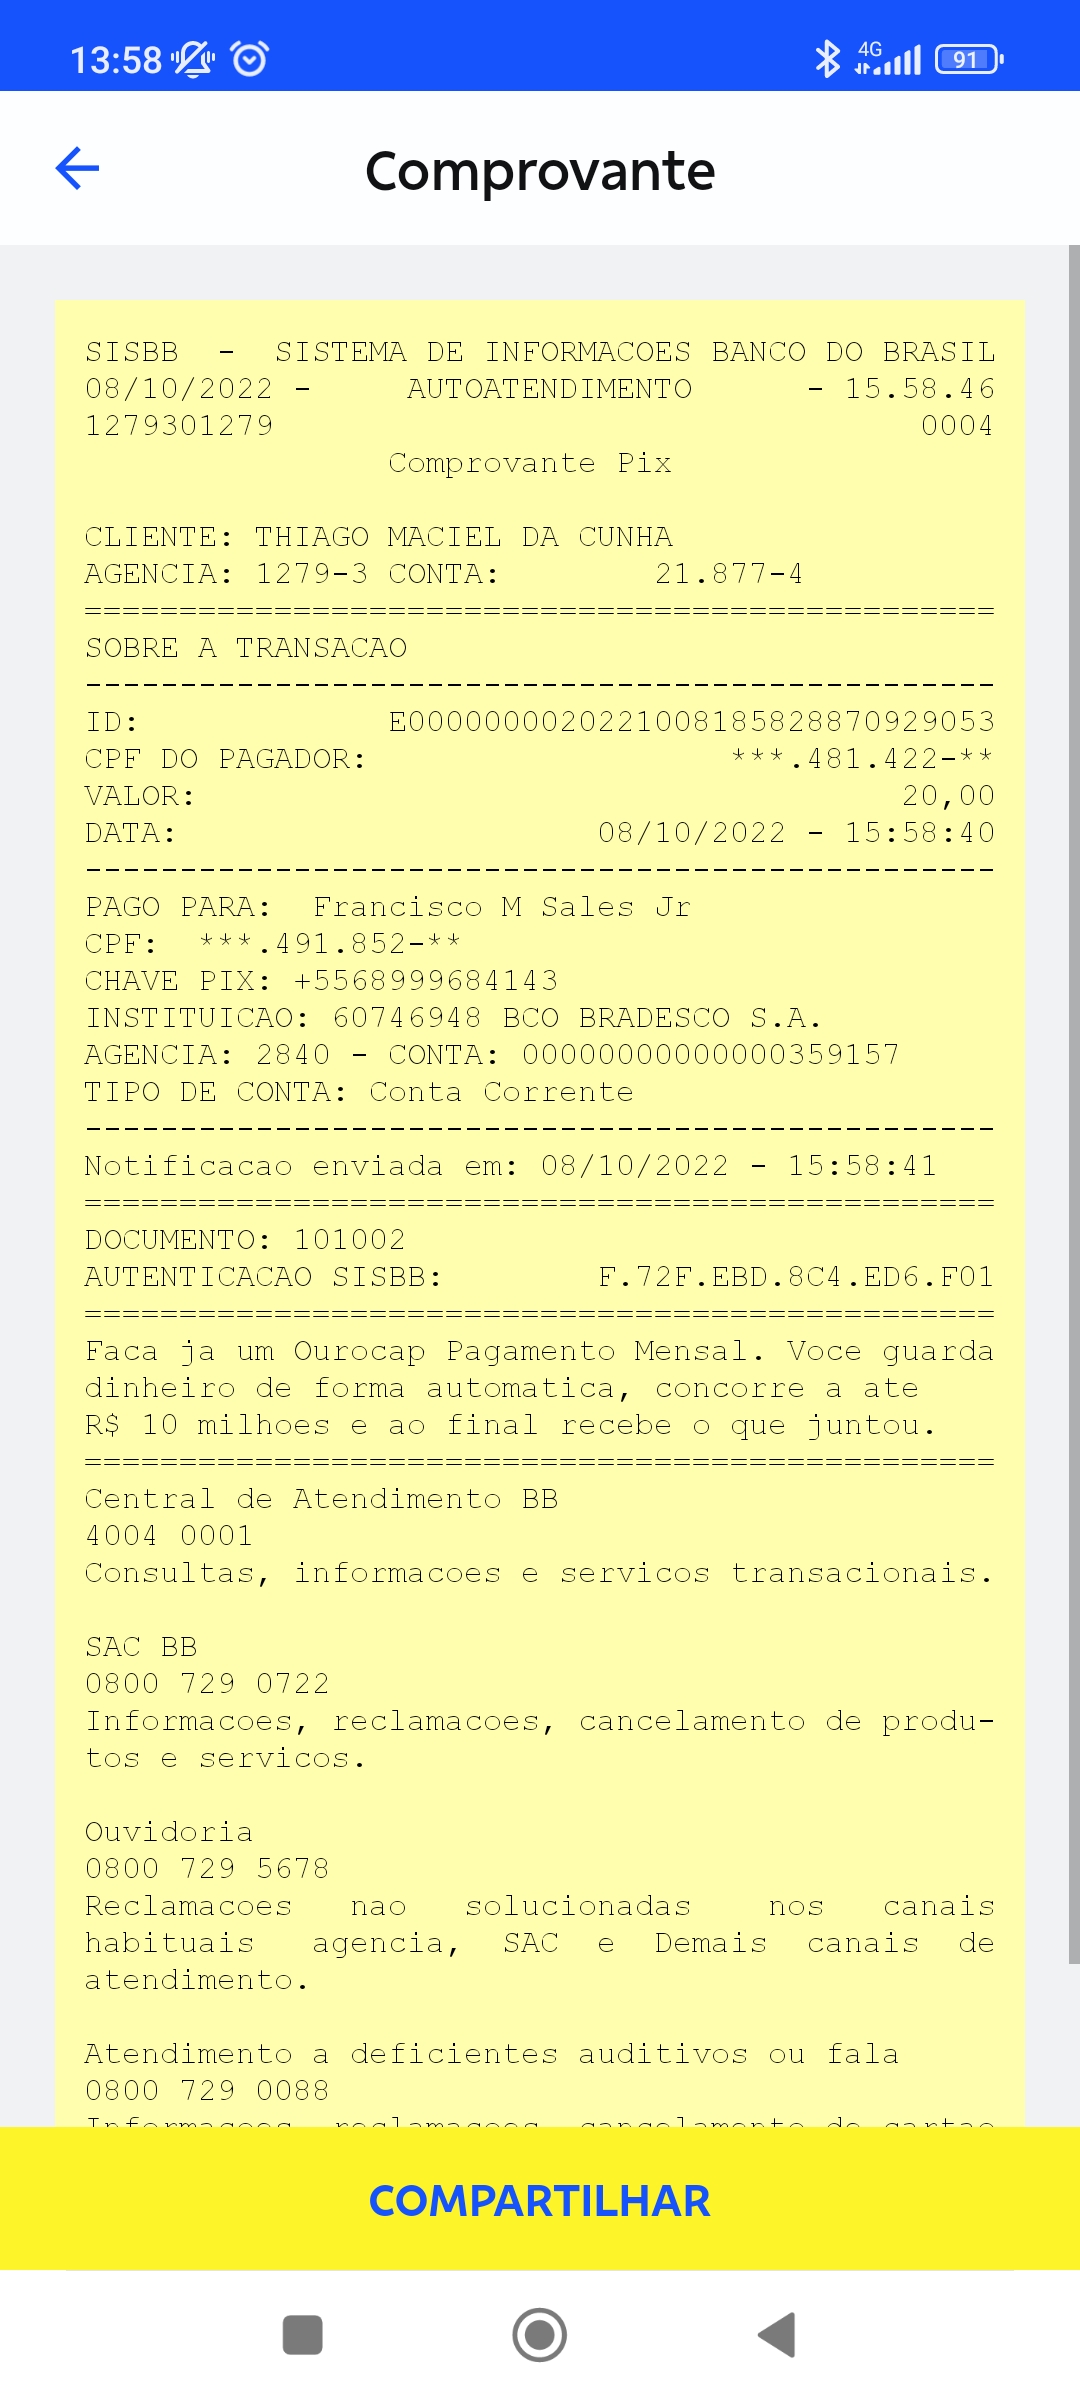 13:58 4G 91
Comprovante
SISBB - SISTEMA DE INFORMACOES BANCO DO BRASIL
08/10/2022 - AUTOATENDIMENTO - 15.58.46
1279301279 0004
Comprovante Pix
CLIENTE: THIAGO MACIEL DA CUNHA
AGENCIA: 1279-3 CONTA: 21.877-4
================================================
SOBRE A TRANSACAO
------------------------------------------------
ID: E00000000202210081858288870929053
CPF DO PAGADOR: ***.481.422-**
VALOR: 20,00
DATA: 08/10/2022 - 15:58:40
------------------------------------------------
PAGO PARA: Francisco M Sales Jr
CPF: ***.491.852-**
CHAVE PIX: +5568999684143
INSTITUICAO: 60746948 BCO BRADESCO S.A.
AGENCIA: 2840 - CONTA: 00000000000000359157
TIPO DE CONTA: Conta Corrente
------------------------------------------------
Notificacao enviada em: 08/10/2022 - 15:58:41
================================================
DOCUMENTO: 101002
AUTENTICACAO SISBB: F.72F.EBD.8C4.ED6.F01
================================================
Faca ja um Ourocap Pagamento Mensal. Voce guarda
dinheiro de forma automatica, concorre a ate
R$ 10 milhoes e ao final recebe o que juntou.
================================================
Central de Atendimento BB
4004 0001
Consultas, informacoes e servicos transacionais.
SAC BB
0800 729 0722
Informacoes, reclamacoes, cancelamento de produ-
tos e servicos.
Ouvidoria
0800 729 5678
Reclamacoes nao solucionadas nos canais
habituais agencia, SAC e Demais canais de
atendimento.
Atendimento a deficientes auditivos ou fala
0800 729 0088
Informacoes, reclamacoes, cancelamento de cartao
COMPARTILHAR